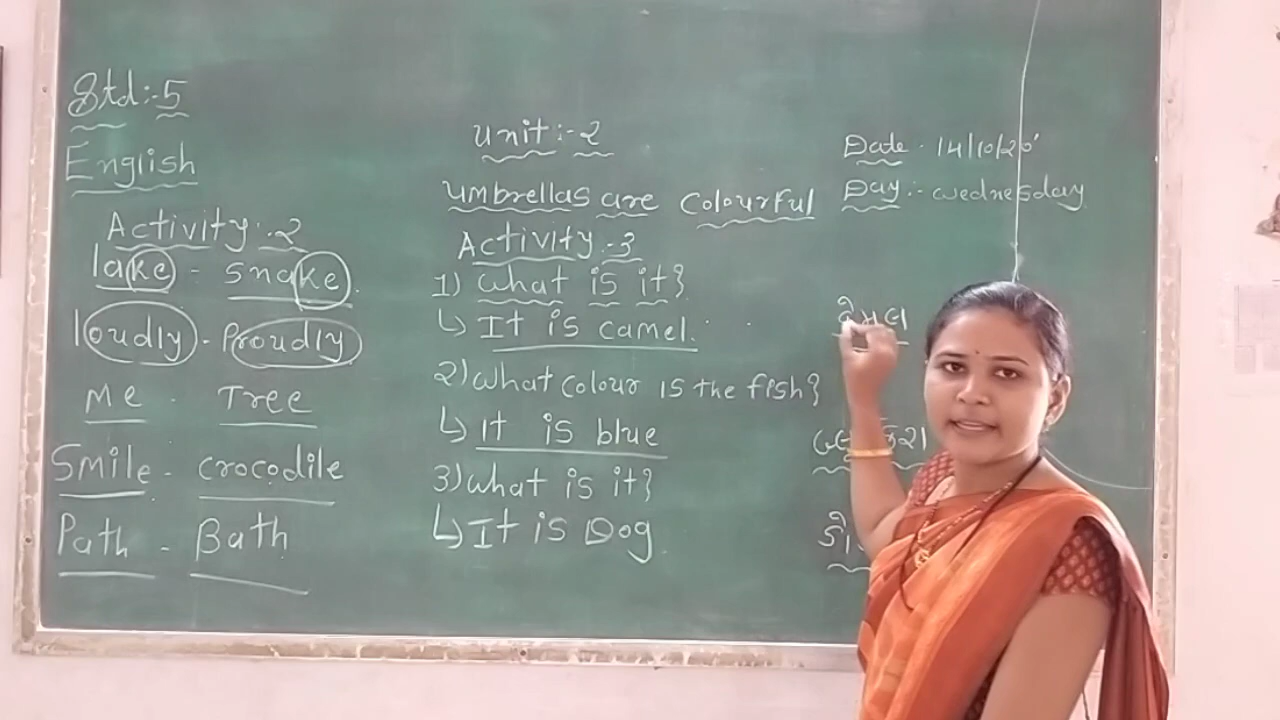 Std:-5
English
Activity:-2
lake - snake.
loudly - Proudly
Me - Tree
Smile - crocodile
Path - Bath
Unit:-2
Umbrellas are Colourful
Activity:-3
1) What is it?
↳ It is camel.
2) What colour is the fish?
↳ It is blue
3) What is it?
↳ It is Dog
Date - 14/10/20'
Day:- Wednesday